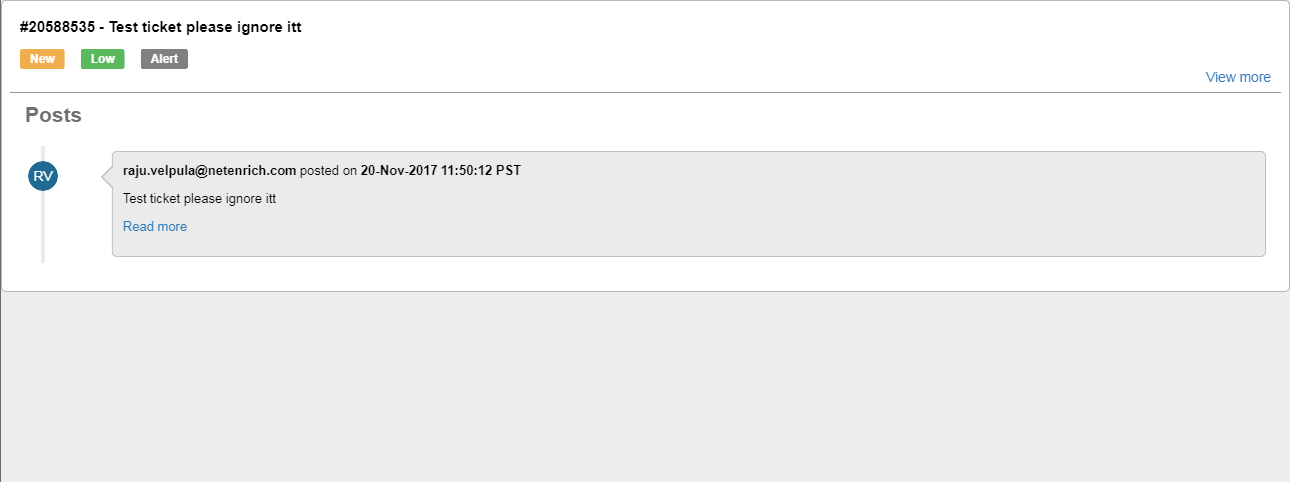 #20588535 - Test ticket please ignore itt
New Low Alert
View more
Posts
RV
raju.velpula@netenrich.com posted on 20-Nov-2017 11:50:12 PST
Test ticket please ignore itt
Read more